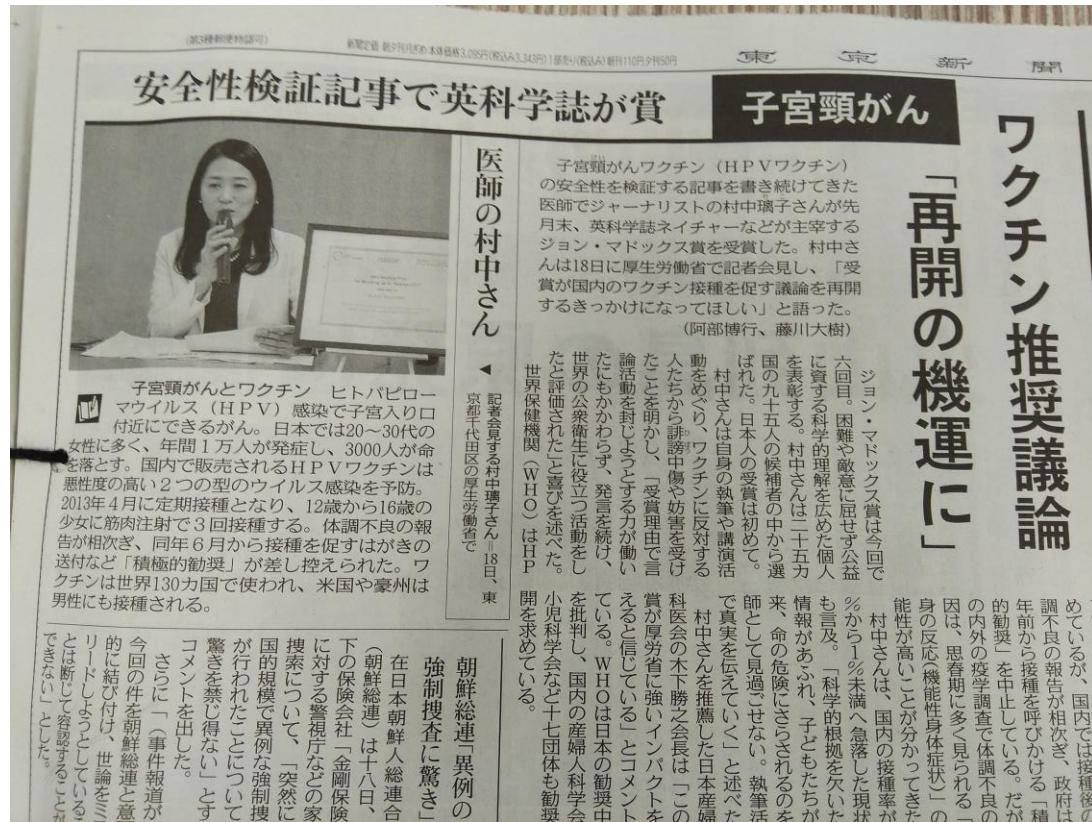 (第3種郵便物認可)
新聞定価 朝夕刊月ぎめ 本体価格3,095円(税込み3,343円) 1部売り(税込み)朝刊110円夕刊50円
東京新聞
安全性検証記事で英科学誌が賞
子宮頸がん
ワクチン推奨議論
「再開の機運に」
医師の村中さん
子宮頸がんワクチン(HPVワクチン)
の安全性を検証する記事を書き続けてきた
医師でジャーナリストの村中璃子さんが先
月末、英科学誌ネイチャーなどが主宰する
ジョン・マドックス賞を受賞した。村中さ
んは18日に厚生労働省で記者会見し、「受
賞が国内のワクチン接種を促す議論を再開
するきっかけになってほしい」と語った。
(阿部博行、藤川大樹)
ジョン・マドックス賞は今回で
六回目。困難や敵意に屈せず公益
に資する科学的理解を広めた個人
を表彰する。村中さんは二十五カ
国の九十五人の候補者の中から選
ばれた。日本人の受賞は初めて。
村中さんは自身の執筆や講演活
動をめぐり、ワクチンに反対する
人たちから誹謗中傷や妨害を受け
たことを明かし、「受賞理由で言
論活動を封じようとする力が働い
たにもかかわらず、発言を続け、
世界の公衆衛生に役立つ活動をし
たと評価された」と喜びを述べた。
世界保健機関(WHO)はHP
◀記者会見する村中璃子さん=18日、東
京都千代田区の厚生労働省で
子宮頸がんとワクチン ヒトパピロー
マウイルス(HPV)感染で子宮入り口
付近にできるがん。日本では20~30代の
女性に多く、年間1万人が発症し、3000人が命
を落とす。国内で販売されるHPVワクチンは
悪性度の高い2つの型のウイルス感染を予防。
2013年4月に定期接種となり、12歳から16歳の
少女に筋肉注射で3回接種する。体調不良の報
告が相次ぎ、同年6月から接種を促すはがきの
送付など「積極的勧奨」が差し控えられた。ワ
クチンは世界130カ国で使われ、米国や豪州は
男性にも接種される。
めているが、国内では接種後
調不良の報告が相次ぎ、政府は
年前から接種を呼びかける「積
的勧奨」を中止している。だが
の内外の疫学調査で体調不良の
因は、思春期に多く見られる「
身の反応(機能性身体症状)」の
能性が高いことが分かってきた
村中さんは、国内の接種率が
%から1%未満へ急落した現状
も言及。「科学的根拠を欠いた
情報があふれ、子どもたちが
来、命の危険にさらされるのを
師として見過ごせない。執筆活
で真実を伝えていく」と述べた
村中さんを推薦した日本産婦
科医会の木下勝之会長は「この
賞が厚労省に強いインパクトを
えると信じている」とコメント
ている。WHOは日本の勧奨中
を批判し、国内の産婦人科学会
小児科学会など十七団体も勧奨
開を求めている。
朝鮮総連「異例の
強制捜査に驚き」
在日本朝鮮人総連合
(朝鮮総連)は十八日、
下の保険会社「金剛保険
に対する警視庁などの家
捜索について、「突然に
国的規模で異例な強制捜
が行われたことについて
驚きを禁じ得ない」とす
コメントを出した。
さらに「(事件報道が
今回の件を朝鮮総連と意
的に結び付け、世論をミ
リードしようとしているこ
とは断じて容認することが
できない」とした。